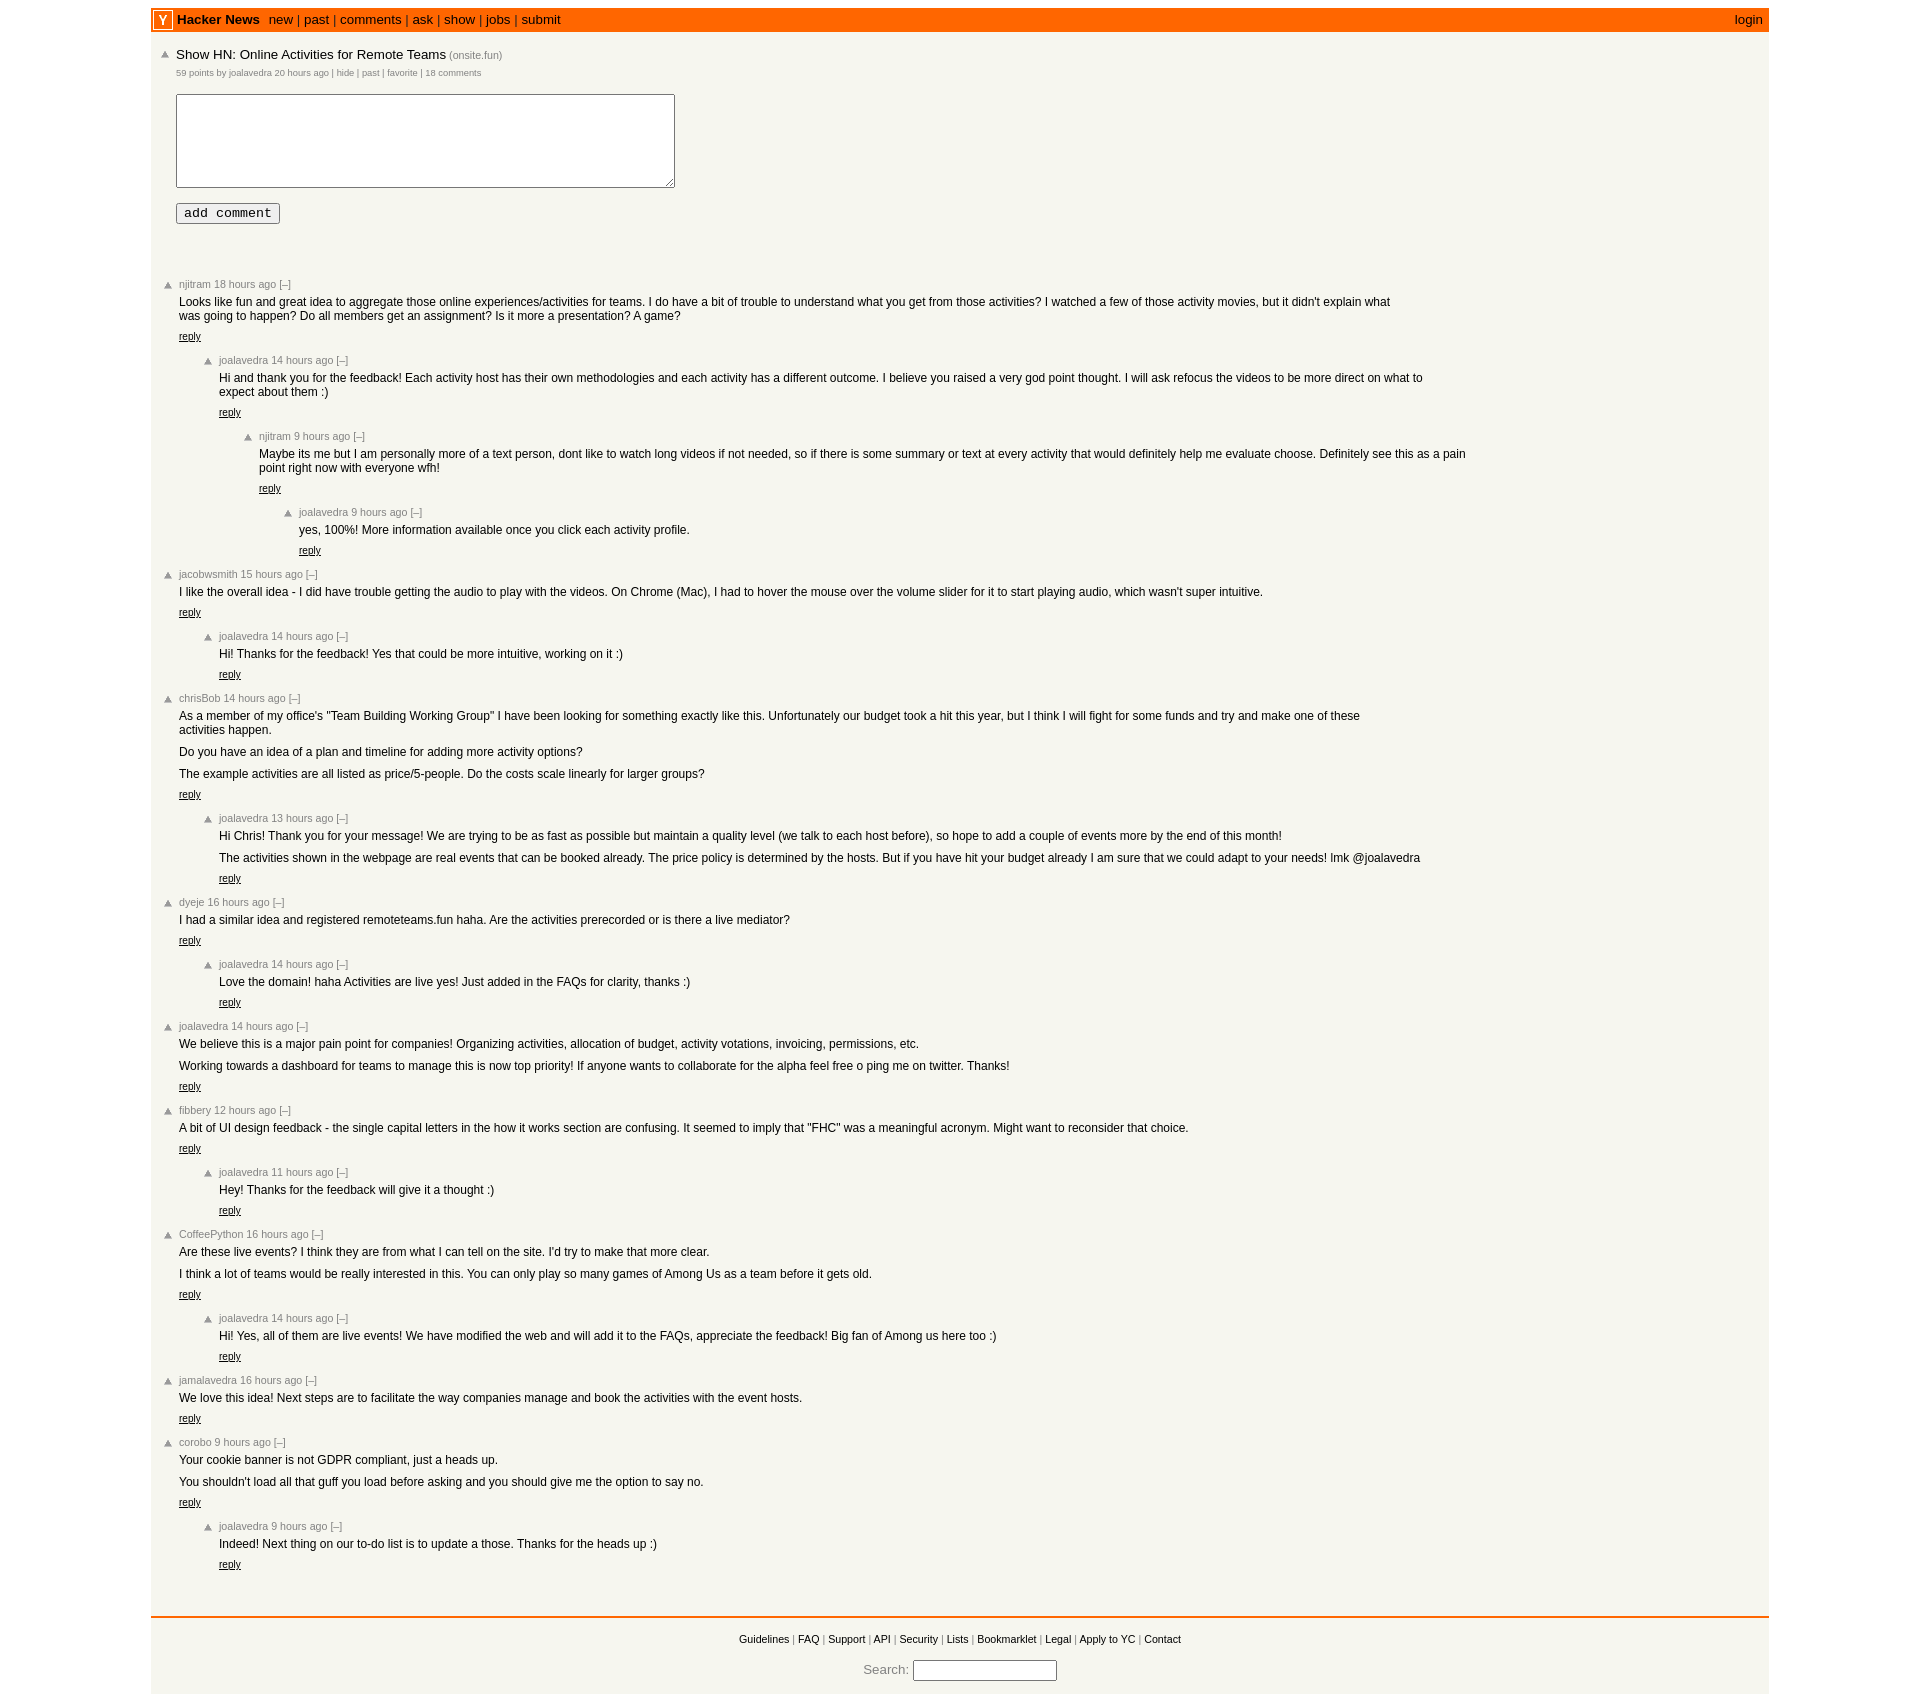 Y Hacker News new | past | comments | ask | show | jobs | submit login
Show HN: Online Activities for Remote Teams (onsite.fun)
59 points by joalavedra 20 hours ago | hide | past | favorite | 18 comments
add comment
njitram 18 hours ago [–]
Looks like fun and great idea to aggregate those online experiences/activities for teams. I do have a bit of trouble to understand what you get from those activities? I watched a few of those activity movies, but it didn't explain what
was going to happen? Do all members get an assignment? Is it more a presentation? A game?
reply
joalavedra 14 hours ago [–]
Hi and thank you for the feedback! Each activity host has their own methodologies and each activity has a different outcome. I believe you raised a very god point thought. I will ask refocus the videos to be more direct on what to
expect about them :)
reply
njitram 9 hours ago [–]
Maybe its me but I am personally more of a text person, dont like to watch long videos if not needed, so if there is some summary or text at every activity that would definitely help me evaluate choose. Definitely see this as a pain
point right now with everyone wfh!
reply
joalavedra 9 hours ago [–]
yes, 100%! More information available once you click each activity profile.
reply
jacobwsmith 15 hours ago [–]
I like the overall idea - I did have trouble getting the audio to play with the videos. On Chrome (Mac), I had to hover the mouse over the volume slider for it to start playing audio, which wasn't super intuitive.
reply
joalavedra 14 hours ago [–]
Hi! Thanks for the feedback! Yes that could be more intuitive, working on it :)
reply
chrisBob 14 hours ago [–]
As a member of my office's "Team Building Working Group" I have been looking for something exactly like this. Unfortunately our budget took a hit this year, but I think I will fight for some funds and try and make one of these
activities happen.
Do you have an idea of a plan and timeline for adding more activity options?
The example activities are all listed as price/5-people. Do the costs scale linearly for larger groups?
reply
joalavedra 13 hours ago [–]
Hi Chris! Thank you for your message! We are trying to be as fast as possible but maintain a quality level (we talk to each host before), so hope to add a couple of events more by the end of this month!
The activities shown in the webpage are real events that can be booked already. The price policy is determined by the hosts. But if you have hit your budget already I am sure that we could adapt to your needs! lmk @joalavedra
reply
dyeje 16 hours ago [–]
I had a similar idea and registered remoteteams.fun haha. Are the activities prerecorded or is there a live mediator?
reply
joalavedra 14 hours ago [–]
Love the domain! haha Activities are live yes! Just added in the FAQs for clarity, thanks :)
reply
joalavedra 14 hours ago [–]
We believe this is a major pain point for companies! Organizing activities, allocation of budget, activity votations, invoicing, permissions, etc.
Working towards a dashboard for teams to manage this is now top priority! If anyone wants to collaborate for the alpha feel free o ping me on twitter. Thanks!
reply
fibbery 12 hours ago [–]
A bit of UI design feedback - the single capital letters in the how it works section are confusing. It seemed to imply that "FHC" was a meaningful acronym. Might want to reconsider that choice.
reply
joalavedra 11 hours ago [–]
Hey! Thanks for the feedback will give it a thought :)
reply
CoffeePython 16 hours ago [–]
Are these live events? I think they are from what I can tell on the site. I'd try to make that more clear.
I think a lot of teams would be really interested in this. You can only play so many games of Among Us as a team before it gets old.
reply
joalavedra 14 hours ago [–]
Hi! Yes, all of them are live events! We have modified the web and will add it to the FAQs, appreciate the feedback! Big fan of Among us here too :)
reply
jamalavedra 16 hours ago [–]
We love this idea! Next steps are to facilitate the way companies manage and book the activities with the event hosts.
reply
corobo 9 hours ago [–]
Your cookie banner is not GDPR compliant, just a heads up.
You shouldn't load all that guff you load before asking and you should give me the option to say no.
reply
joalavedra 9 hours ago [–]
Indeed! Next thing on our to-do list is to update a those. Thanks for the heads up :)
reply
Guidelines | FAQ | Support | API | Security | Lists | Bookmarklet | Legal | Apply to YC | Contact
Search: